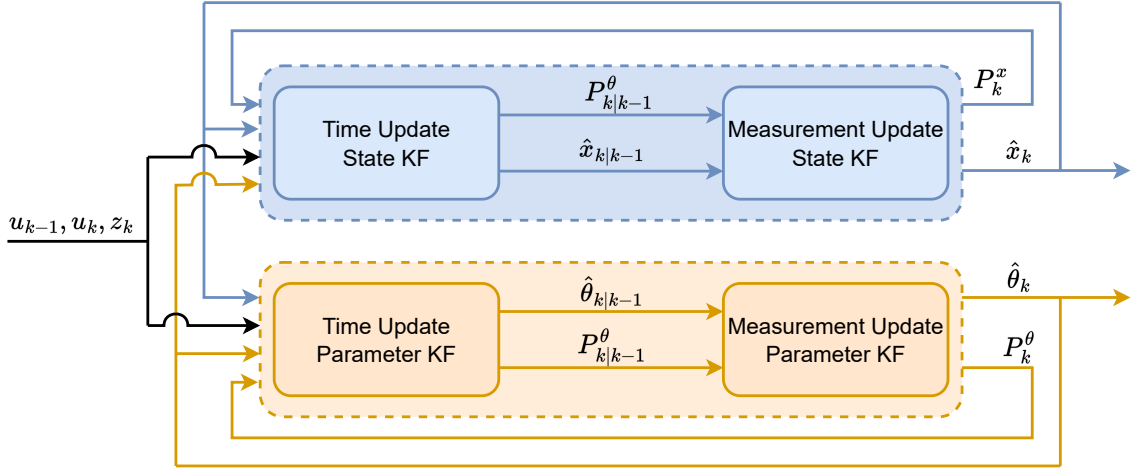 P^x_k
P^θ_{k|k−1}
Time Update
State KF
Measurement Update
State KF
x̂_{k|k−1}
x̂_k
u_{k−1}, u_k, z_k
θ̂_{k|k−1}
θ̂_k
Time Update
Parameter KF
Measurement Update
Parameter KF
P^θ_{k|k−1}
P^θ_k